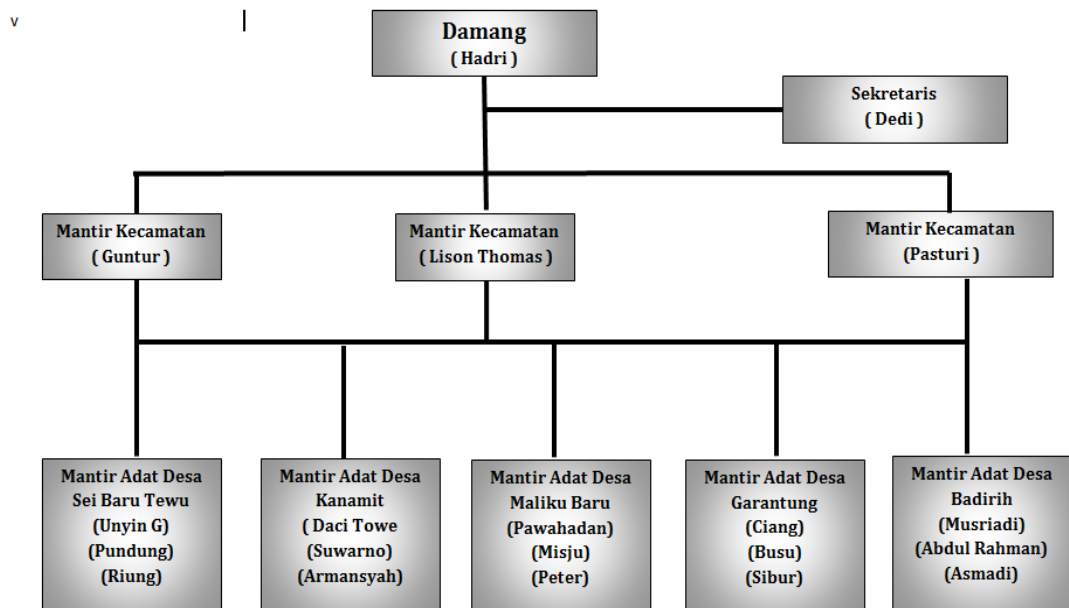 v
Damang
( Hadri )
Sekretaris
( Dedi )
Mantir Kecamatan
( Guntur )
Mantir Kecamatan
( Lison Thomas )
Mantir Kecamatan
(Pasturi )
Mantir Adat Desa
Sei Baru Tewu
(Unyin G)
(Pundung)
(Riung)
Mantir Adat Desa
Kanamit
( Daci Towe
(Suwarno)
(Armansyah)
Mantir Adat Desa
Maliku Baru
(Pawahadan)
(Misju)
(Peter)
Mantir Adat Desa
Garantung
(Ciang)
(Busu)
(Sibur)
Mantir Adat Desa
Badirih
(Musriadi)
(Abdul Rahman)
(Asmadi)